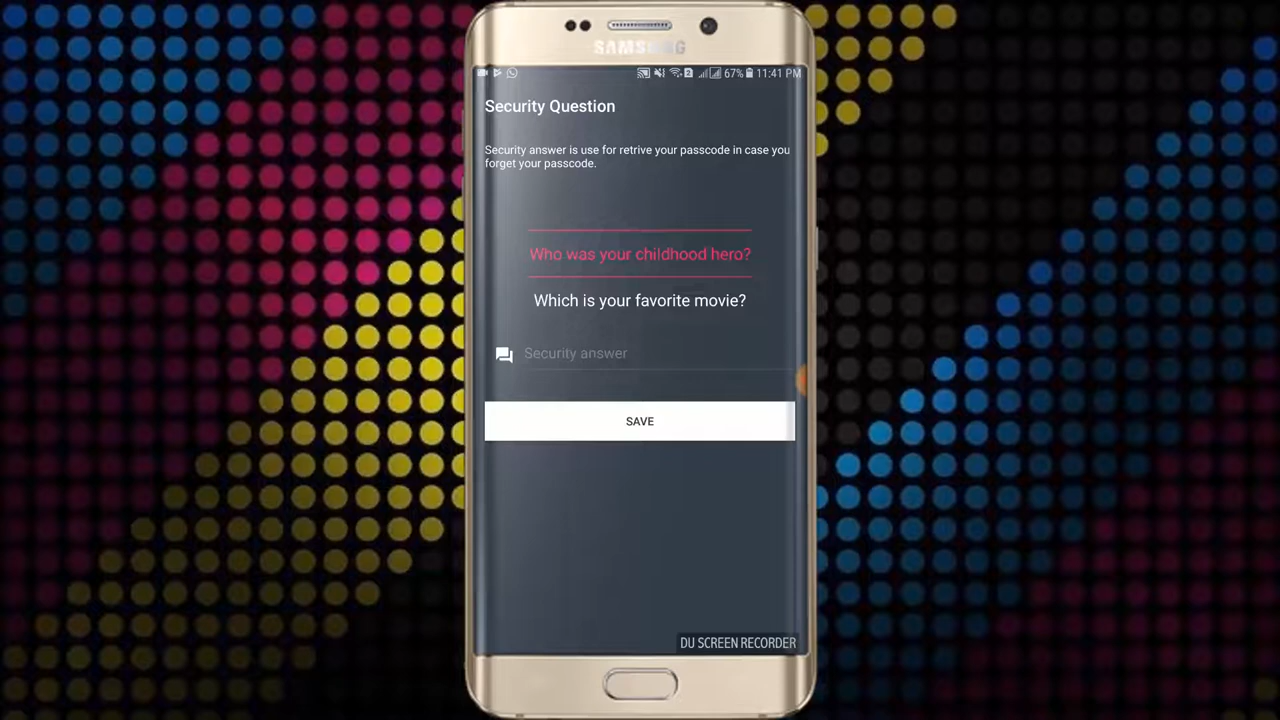 SAMSUNG
67% 11:41 PM
Security Question
Security answer is use for retrive your passcode in case you
forget your passcode.
Who was your childhood hero?
Which is your favorite movie?
Security answer
SAVE
DU SCREEN RECORDER